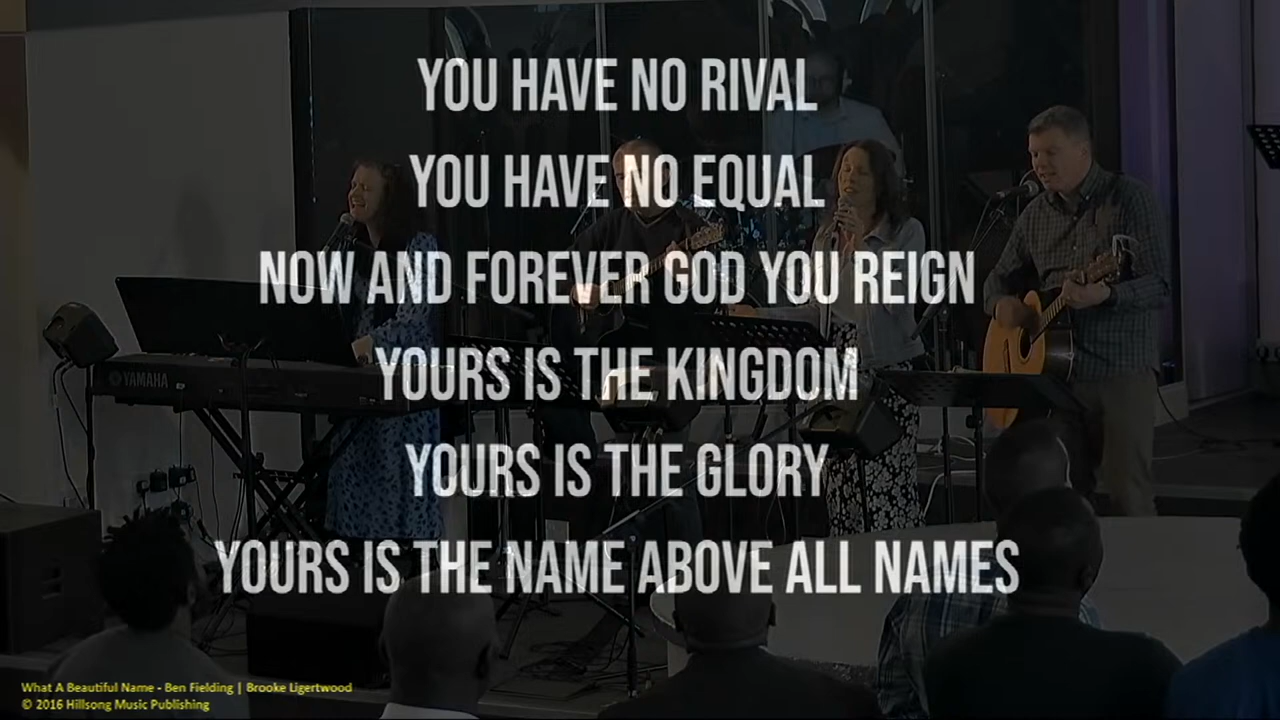 YOU HAVE NO RIVAL
YOU HAVE NO EQUAL
NOW AND FOREVER GOD YOU REIGN
YOURS IS THE KINGDOM
YOURS IS THE GLORY
YOURS IS THE NAME ABOVE ALL NAMES
YAMAHA
What A Beautiful Name - Ben Fielding | Brooke Ligertwood
© 2016 Hillsong Music Publishing